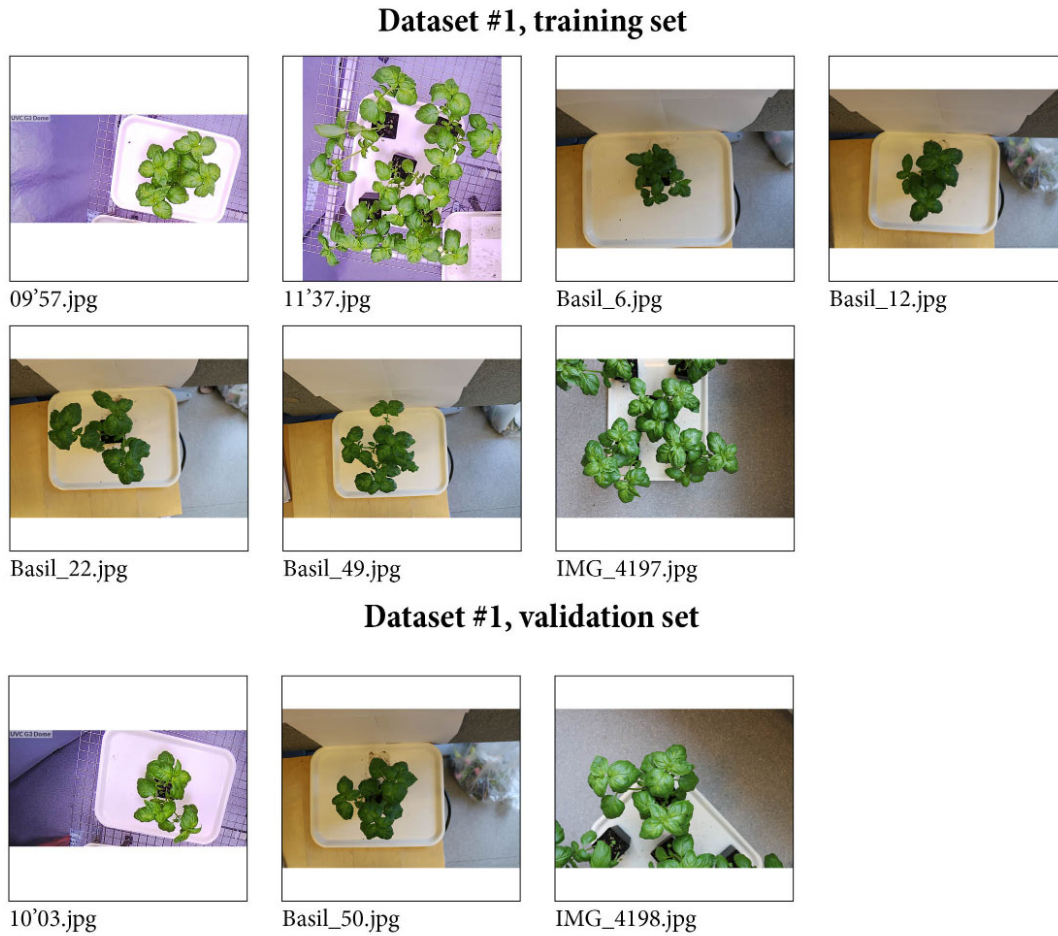 Dataset #1, training set
UVC G3 Dome
09’57.jpg
11’37.jpg
Basil_6.jpg
Basil_12.jpg
Basil_22.jpg
Basil_49.jpg
IMG_4197.jpg
Dataset #1, validation set
UVC G3 Dome
10’03.jpg
Basil_50.jpg
IMG_4198.jpg